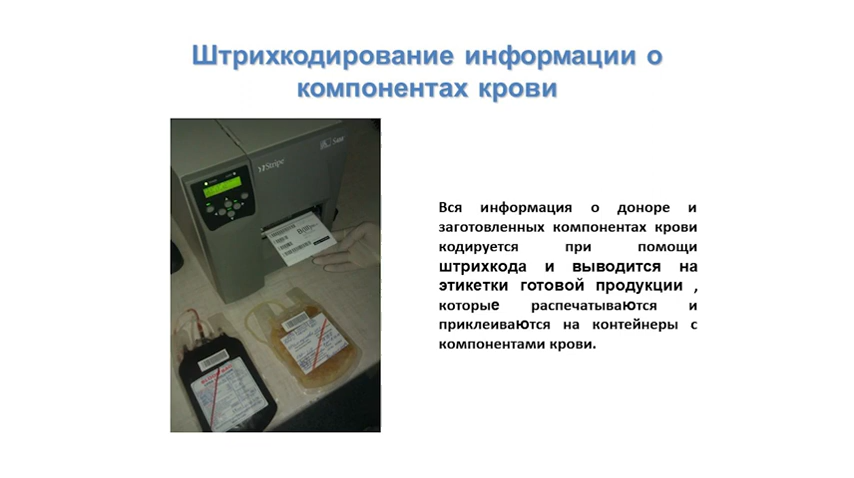 Штрихкодирование информации о
компонентах крови
Stripe
Вся информация о доноре и
заготовленных компонентах крови
кодируется при помощи
штрихкода и выводится на
этикетки готовой продукции ,
которые распечатываются и
приклеиваются на контейнеры с
компонентами крови.